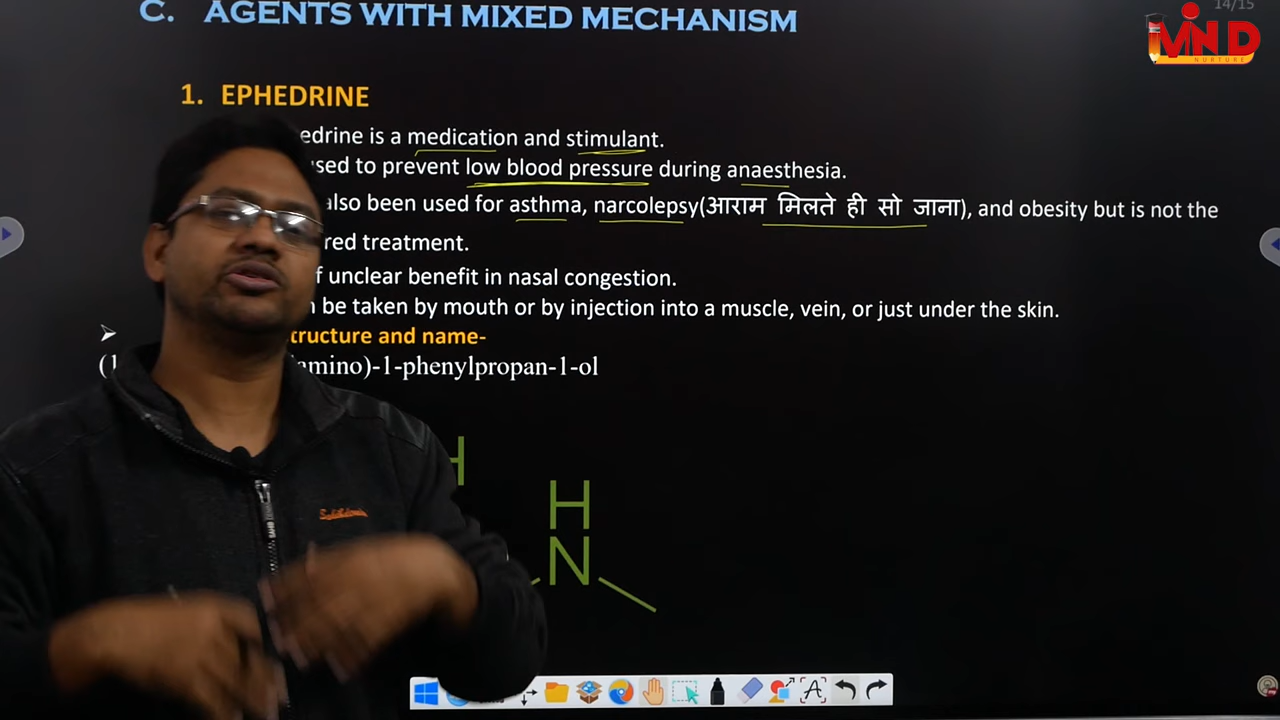 14/15
C. AGENTS WITH MIXED MECHANISM
MIND
NURTURE
1. EPHEDRINE
edrine is a medication and stimulant.
sed to prevent low blood pressure during anaesthesia.
also been used for asthma, narcolepsy(आराम मिलते ही सो जाना), and obesity but is not the
red treatment.
f unclear benefit in nasal congestion.
be taken by mouth or by injection into a muscle, vein, or just under the skin.
tructure and name-
amino)-1-phenylpropan-1-ol
H
H
N
A